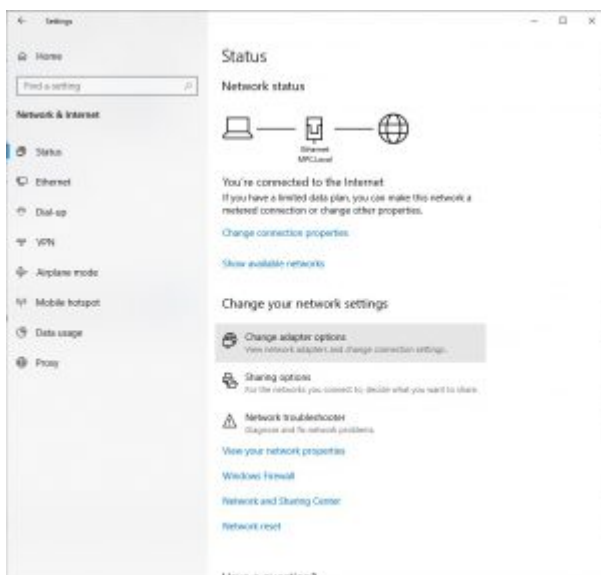 Settings
Home
Find a setting
Network & Internet
Status
Ethernet
Dial-up
VPN
Airplane mode
Mobile hotspot
Data usage
Proxy
Status
Network status
Ethernet
MPC.Local
You're connected to the Internet
If you have a limited data plan, you can make this network a
metered connection or change other properties.
Change connection properties
Show available networks
Change your network settings
Change adapter options
View network adapters and change connection settings.
Sharing options
For the networks you connect to, decide what you want to share.
Network troubleshooter
Diagnose and fix network problems.
View your network properties
Windows Firewall
Network and Sharing Center
Network reset